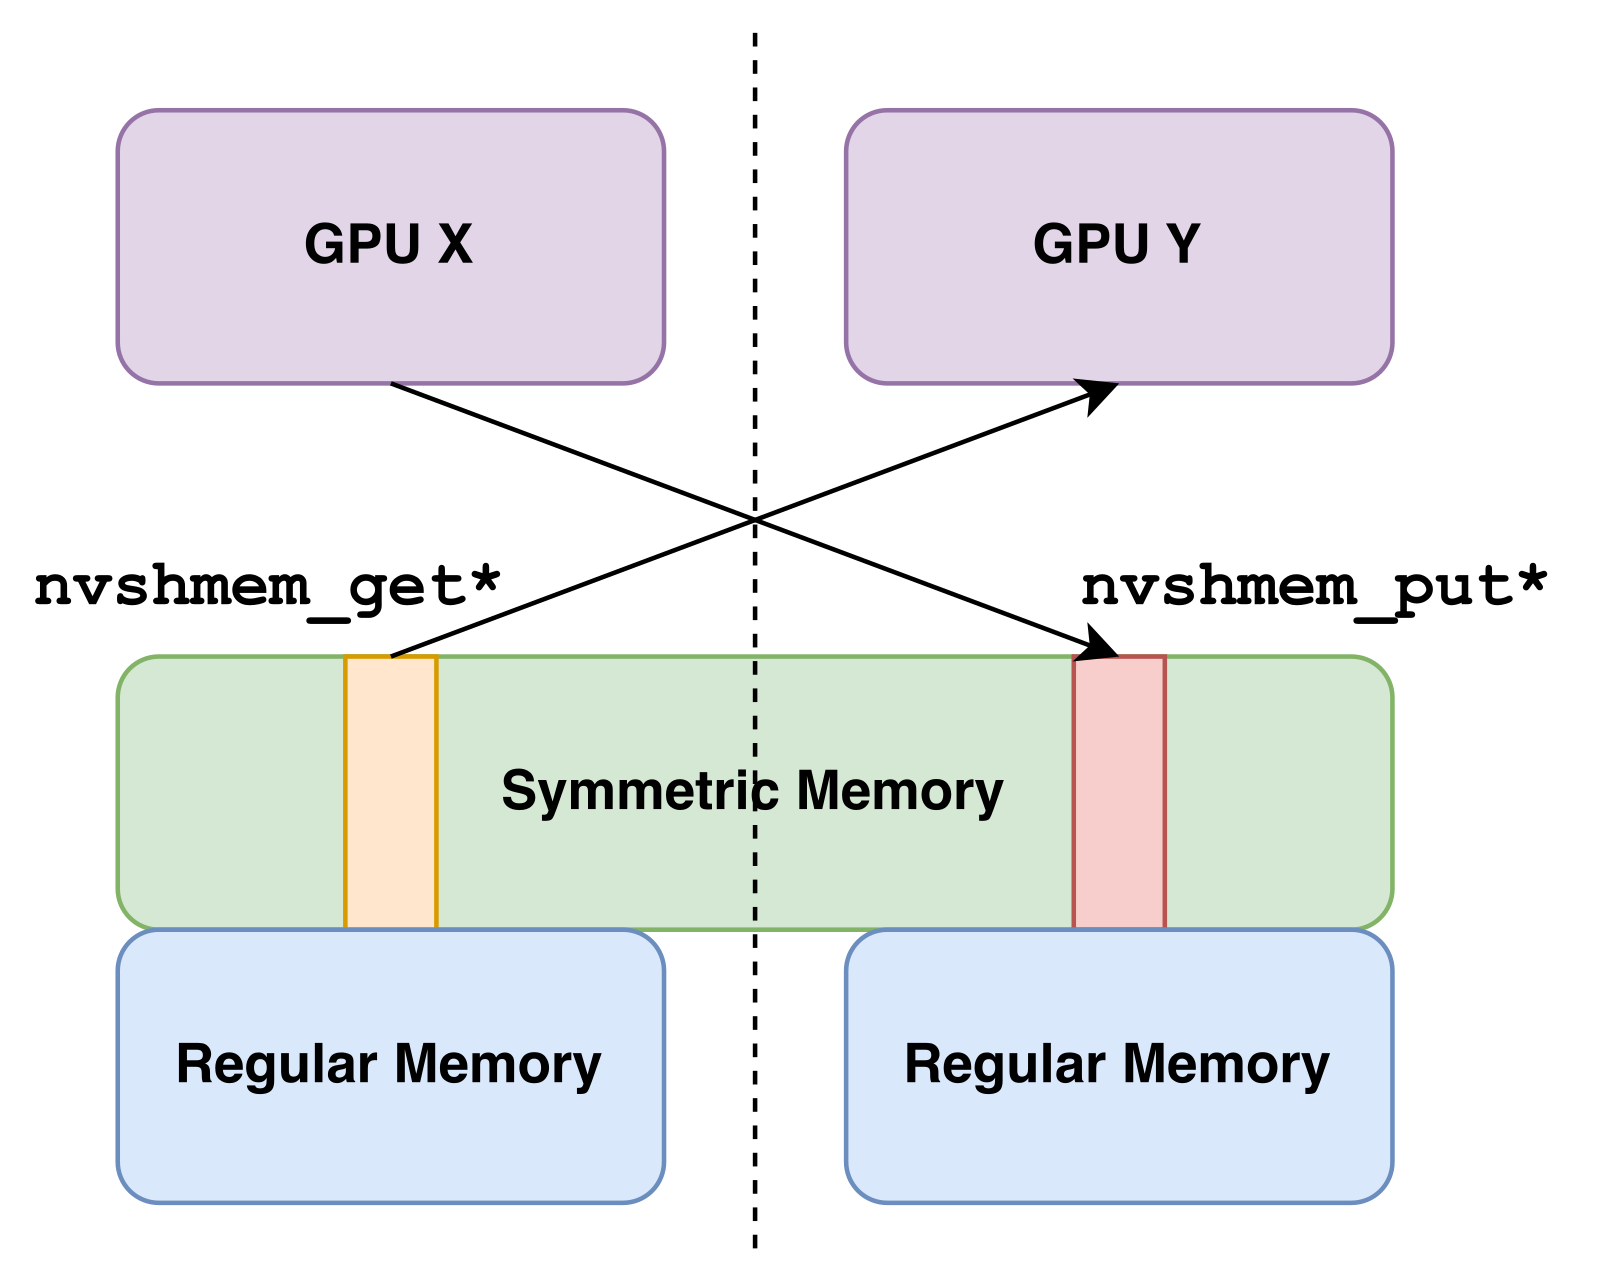 GPU X
GPU Y
nvshmem_get*
nvshmem_put*
Symmetric Memory
Regular Memory
Regular Memory